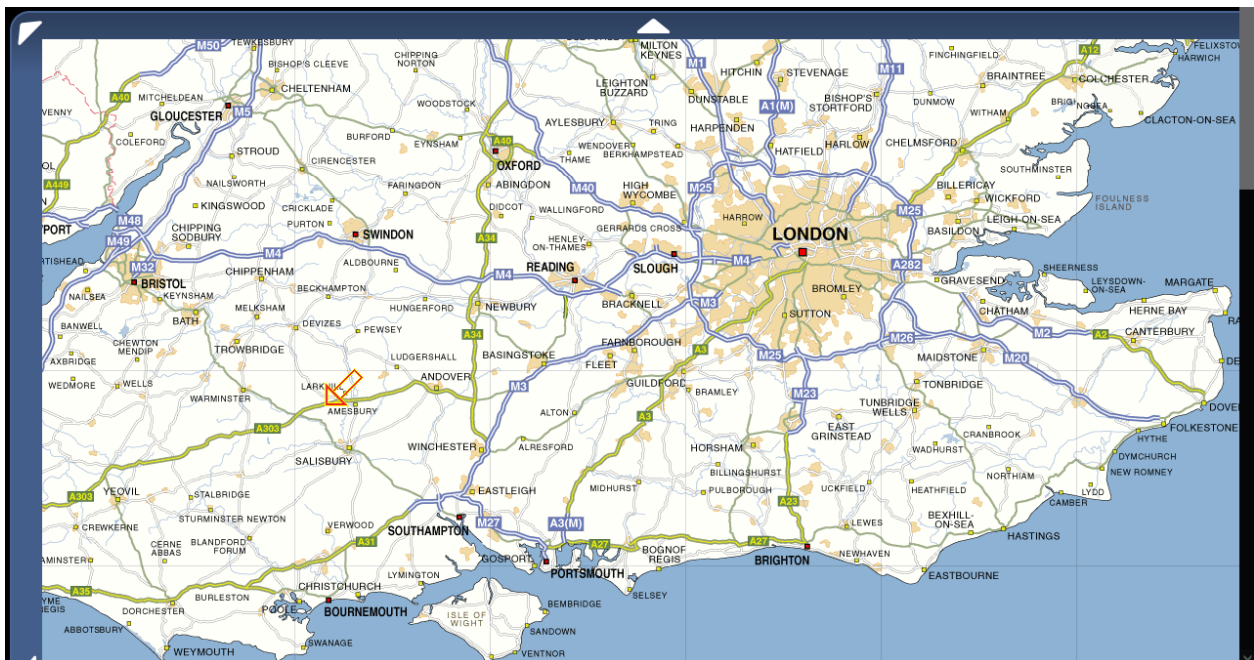 M50
TEWKESBURY
BISHOP'S CLEEVE
CHIPPING
NORTON
MILTON
KEYNES
M1
HITCHIN
STEVENAGE
M11
FINCHINGFIELD
A12
FELIXSTOW
HARWICH
A40
MITCHELDEAN
GLOUCESTER
M5
CHELTENHAM
LEIGHTON
BUZZARD
DUNSTABLE
A1(M)
BISHOP'S
STORTFORD
DUNMOW
BRAINTREE
COLCHESTER
WOODSTOCK
AYLESBURY
TRING
HARPENDEN
WITHAM
CLACTON-ON-SEA
VENNY
COLEFORD
STROUD
BURFORD
EYNSHAM
A40
OXFORD
THAME
WENDOVER
BERKHAMPSTEAD
HATFIELD
HARLOW
CHELMSFORD
CIRENCESTER
SOUTHMINSTER
A449
NAILSWORTH
FARINGDON
ABINGDON
M40
HIGH
WYCOMBE
M25
BILLERICAY
WICKFORD
FOULNESS
ISLAND
KINGSWOOD
CRICKLADE
PURTON
DIDCOT
WALLINGFORD
HARROW
M25
LEIGH-ON-SEA
BASILDON
M48
PORT
M49
CHIPPING
SODBURY
SWINDON
A34
HENLEY-
ON-THAMES
GERRARDS CROSS
LONDON
M4
ALDBOURNE
M4
READING
SLOUGH
M4
A282
SHEERNESS
RTISHEAD
M32
BRISTOL
CHIPPENHAM
BECKHAMPTON
GRAVESEND
LEYSDOWN-
ON-SEA
MARGATE
NAILSEA
KEYNSHAM
MELKSHAM
HUNGERFORD
NEWBURY
BRACKNELL
M3
BROMLEY
CHATHAM
HERNE BAY
BATH
DEVIZES
PEWSEY
SUTTON
BANWELL
A34
M26
M2
A2
CANTERBURY
CHEWTON
MENDIP
TROWBRIDGE
LUDGERSHALL
BASINGSTOKE
FARNBOROUGH
A3
M25
MAIDSTONE
M20
AXBRIDGE
FLEET
WEDMORE
WELLS
WARMINSTER
AMESBURY
ANDOVER
M3
GUILDFORD
BRAMLEY
M23
TONBRIDGE
DOVE
ALTON
A3
TUNBRIDGE
WELLS
FOLKESTONE
A303
EAST
GRINSTEAD
CRANBROOK
HYTHE
SALISBURY
WINCHESTER
ALRESFORD
HORSHAM
WADHURST
DYMCHURCH
BILLINGSHURST
NORTHIAM
NEW ROMNEY
A303
YEOVIL
STALBRIDGE
EASTLEIGH
MIDHURST
PULBOROUGH
A23
UCKFIELD
HEATHFIELD
LYDD
CAMBER
STURMINSTER NEWTON
CREWKERNE
VERWOOD
SOUTHAMPTON
M27
A3(M)
LEWES
BEXHILL-
ON-SEA
HASTINGS
CERNE
ABBAS
BLANDFORD
FORUM
A31
A27
A27
AMINSTER
GOSPORT
PORTSMOUTH
BOGNOF
REGIS
BRIGHTON
NEWHAVEN
EASTBOURNE
A35
BURLESTON
CHRISTCHURCH
LYMINGTON
SELSEY
DORCHESTER
POOLE
BOURNEMOUTH
ISLE OF
WIGHT
BEMBRIDGE
ABBOTSBURY
SANDOWN
WEYMOUTH
SWANAGE
VENTNOR